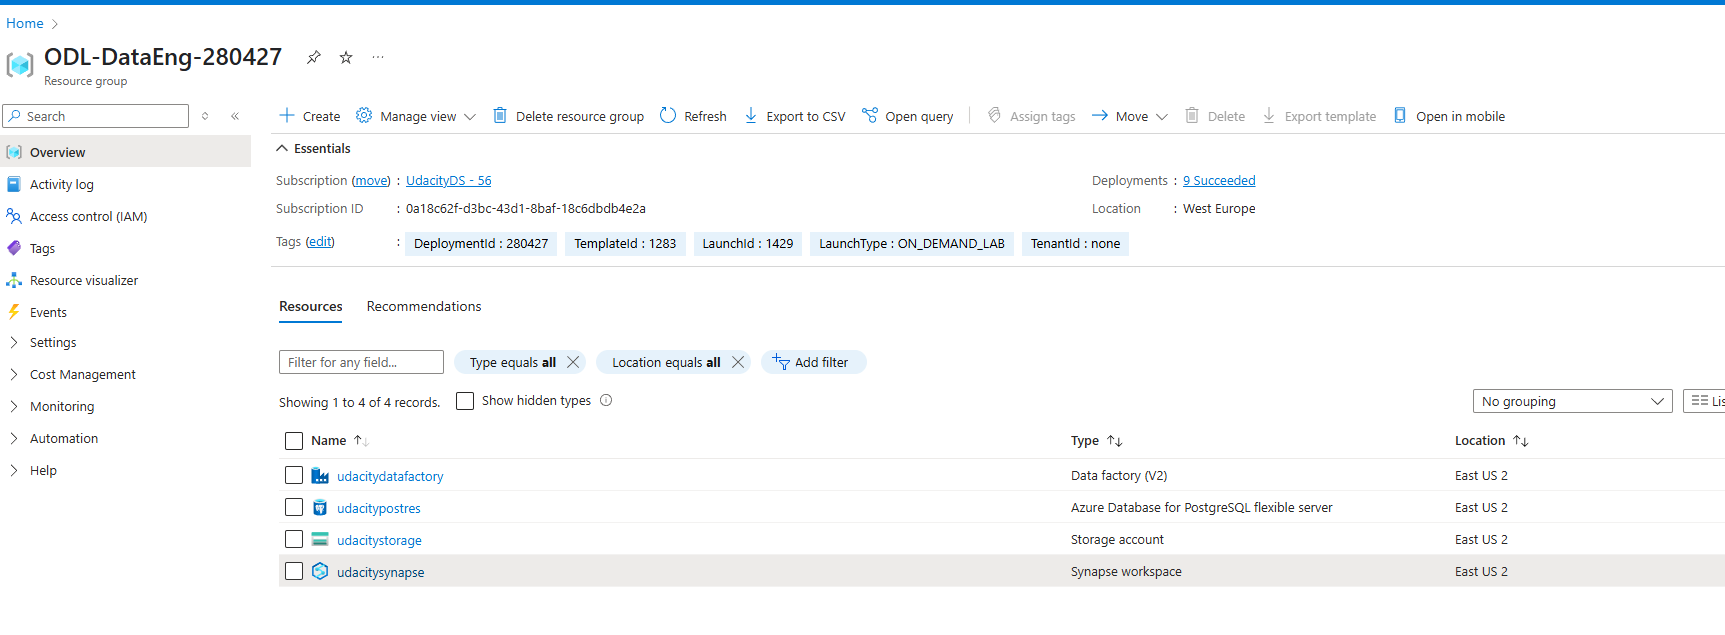 Home
ODL-DataEng-280427
Resource group
Search
Create
Manage view
Delete resource group
Refresh
Export to CSV
Open query
Assign tags
Move
Delete
Export template
Open in mobile
Overview
Activity log
Access control (IAM)
Tags
Resource visualizer
Events
Settings
Cost Management
Monitoring
Automation
Help
Essentials
Subscription (move) : UdacityDS - 56
Deployments : 9 Succeeded
Subscription ID : 0a18c62f-d3bc-43d1-8baf-18c6dbdb4e2a
Location : West Europe
Tags (edit) : DeploymentId : 280427 TemplateId : 1283 LaunchId : 1429 LaunchType : ON_DEMAND_LAB TenantId : none
Resources Recommendations
Filter for any field... Type equals all Location equals all Add filter
Showing 1 to 4 of 4 records. Show hidden types No grouping Lis
Name Type Location
udacitydatafactory Data factory (V2) East US 2
udacitypostres Azure Database for PostgreSQL flexible server East US 2
udacitystorage Storage account East US 2
udacitysynapse Synapse workspace East US 2